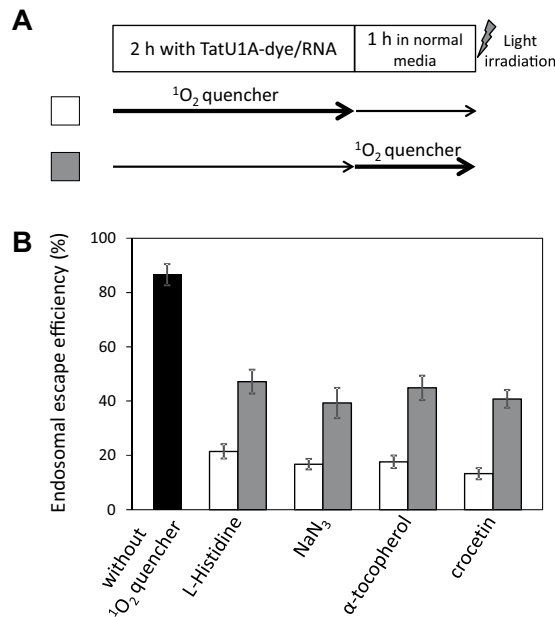 A
2 h with TatU1A-dye/RNA
1 h in normal
media
Light
irradiation
¹O₂ quencher
¹O₂ quencher
B
Endosomal escape efficiency (%)
100
80
60
40
20
0
without
¹O₂ quencher
L-Histidine
NaN₃
α-tocopherol
crocetin